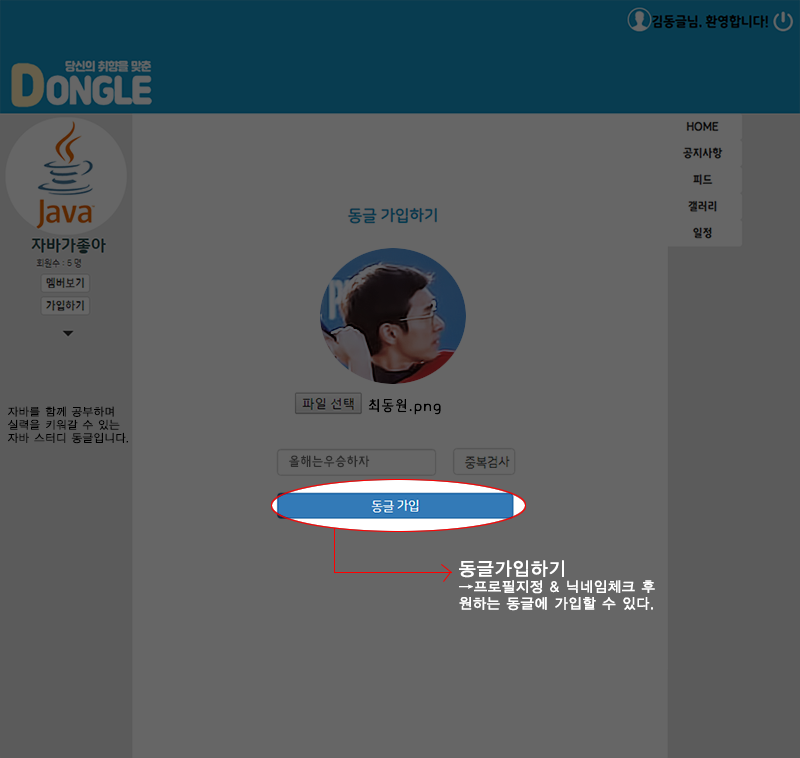 김동글님, 환영합니다!
당신의 취향을 맞춘
DONGLE
Java
자바가좋아
회원수 : 5 명
멤버보기
가입하기
자바를 함께 공부하며
실력을 키워갈 수 있는
자바 스터디 동글입니다.
HOME
공지사항
피드
갤러리
일정
동글 가입하기
파일 선택 최동원.png
올해는우승하자 중복검사
동글 가입
동글가입하기
→프로필지정 & 닉네임체크 후
원하는 동글에 가입할 수 있다.